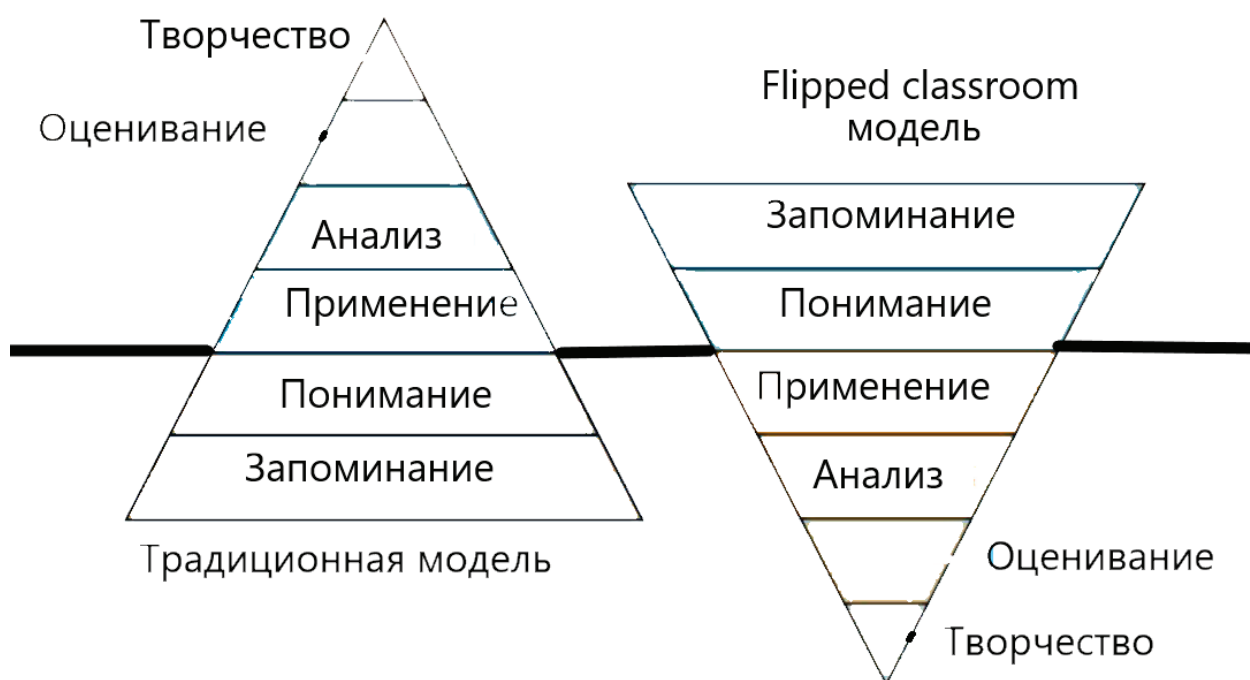 Творчество
Оценивание
Анализ
Применение
Понимание
Запоминание
Традиционная модель
Flipped classroom
модель
Запоминание
Понимание
Применение
Анализ
Оценивание
Творчество